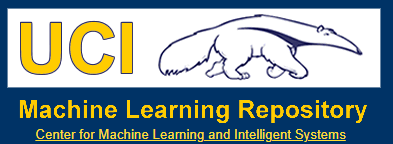 UCI
Machine Learning Repository
Center for Machine Learning and Intelligent Systems